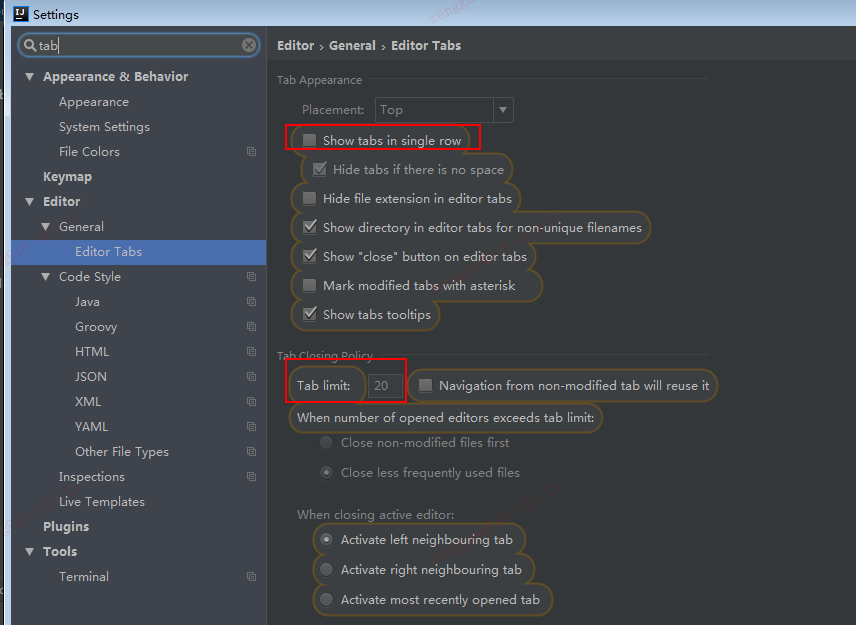 IJ Settings
tab
Editor › General › Editor Tabs
Appearance & Behavior
Appearance
System Settings
File Colors
Keymap
Editor
General
Editor Tabs
Code Style
Java
Groovy
HTML
JSON
XML
YAML
Other File Types
Inspections
Live Templates
Plugins
Tools
Terminal
Tab Appearance
Placement: Top
Show tabs in single row
Hide tabs if there is no space
Hide file extension in editor tabs
Show directory in editor tabs for non-unique filenames
Show "close" button on editor tabs
Mark modified tabs with asterisk
Show tabs tooltips
Tab Closing Policy
Tab limit: 20 Navigation from non-modified tab will reuse it
When number of opened editors exceeds tab limit:
Close non-modified files first
Close less frequently used files
When closing active editor:
Activate left neighbouring tab
Activate right neighbouring tab
Activate most recently opened tab